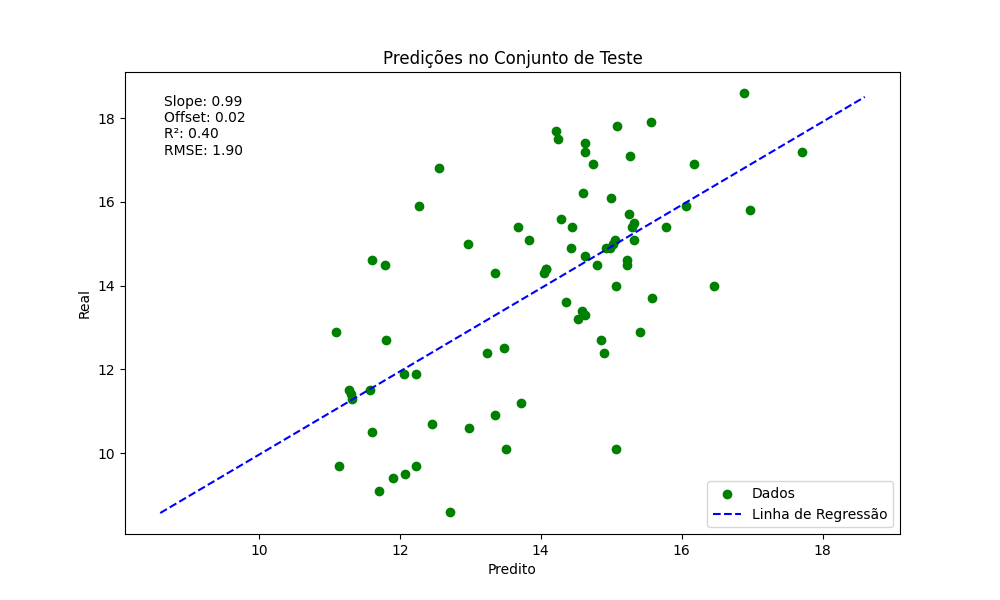 Predições no Conjunto de Teste
Slope: 0.99
Offset: 0.02
R²: 0.40
RMSE: 1.90
Real
18
16
14
12
10
10 12 14 16 18
Predito
Dados
Linha de Regressão